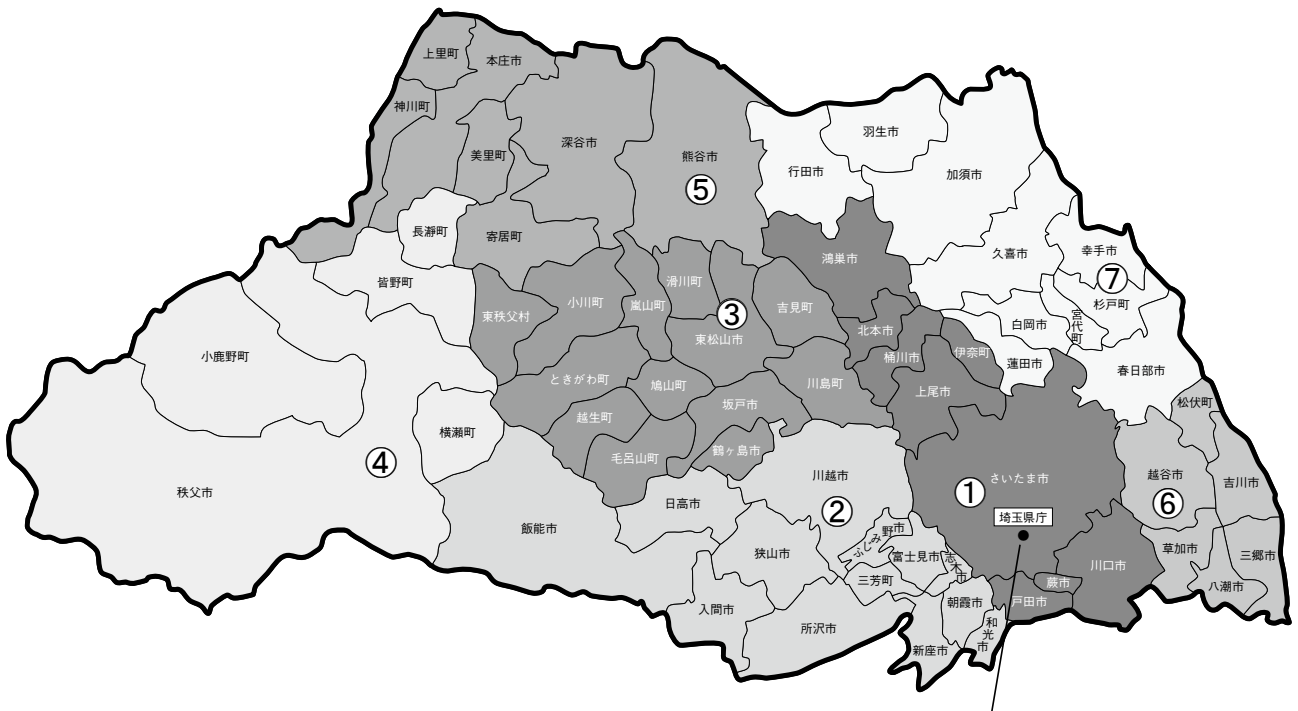 上里町
本庄市
神川町
美里町
深谷市
熊谷市
⑤
行田市
羽生市
加須市
長瀞町
寄居町
皆野町
鴻巣市
久喜市
幸手市
⑦
杉戸町
宮代町
白岡市
蓮田市
春日部市
東秩父村
小川町
嵐山町
滑川町
③
東松山市
吉見町
北本市
桶川市
伊奈町
上尾市
小鹿野町
ときがわ町
鳩山町
川島町
越生町
坂戸市
毛呂山町
鶴ヶ島市
横瀬町
④
秩父市
飯能市
日高市
川越市
②
狭山市
入間市
所沢市
ふじみ野市
富士見市
三芳町
志木市
朝霞市
新座市
和光市
①
さいたま市
埼玉県庁
蕨市
戸田市
川口市
松伏町
越谷市
⑥
吉川市
草加市
八潮市
三郷市